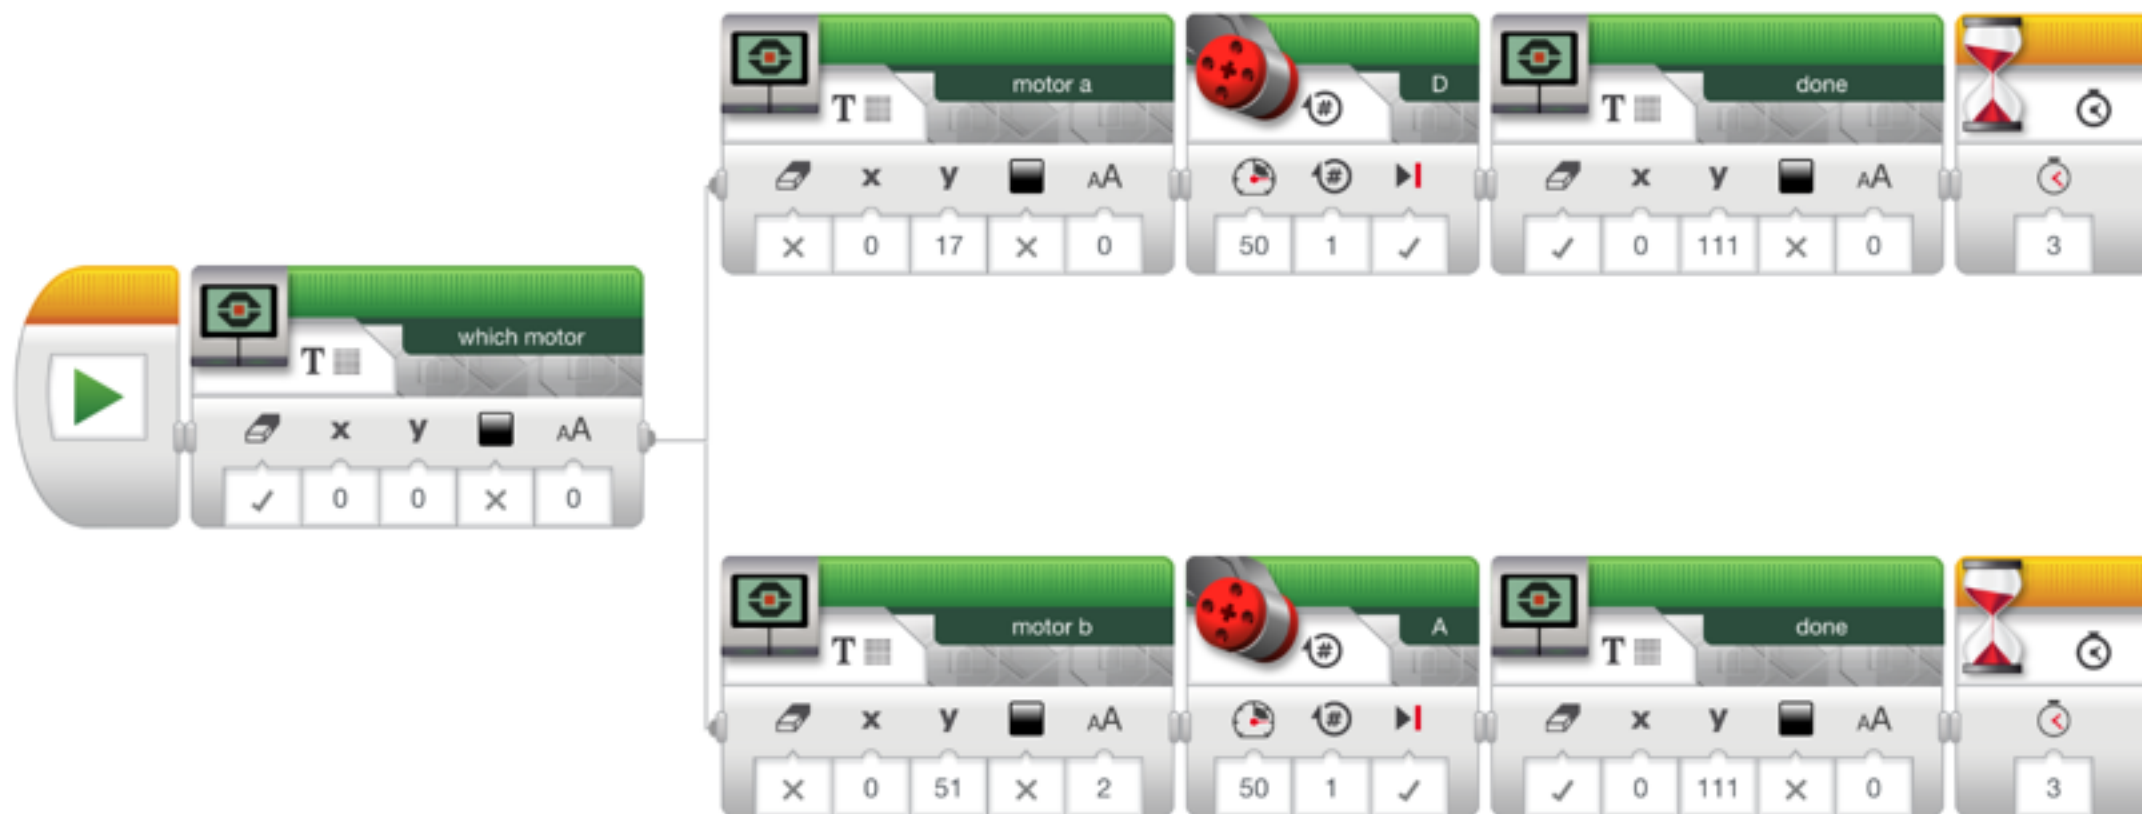 motor a D done
T T
x y AA # x y AA
0 17 0 50 1 0 111 0 3
which motor
T
x y AA
0 0 0
motor b A done
T T
x y AA # x y AA
0 51 2 50 1 0 111 0 3